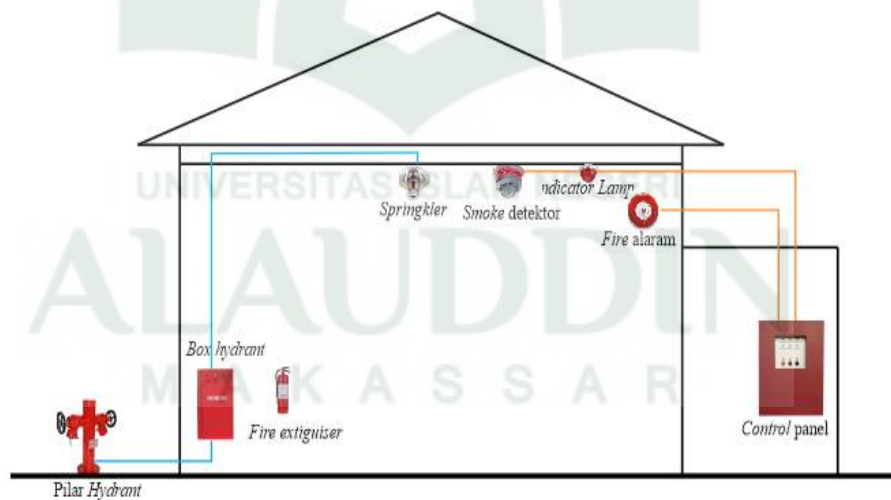 UNIVERSITAS ISLAM NEGERI
ndicator Lamp
Springkler
Smoke detektor
Fire alaram
ALAUDDIN
Box hydrant
MAKASSAR
Fire extiguiser
Control panel
Pilar Hydrant